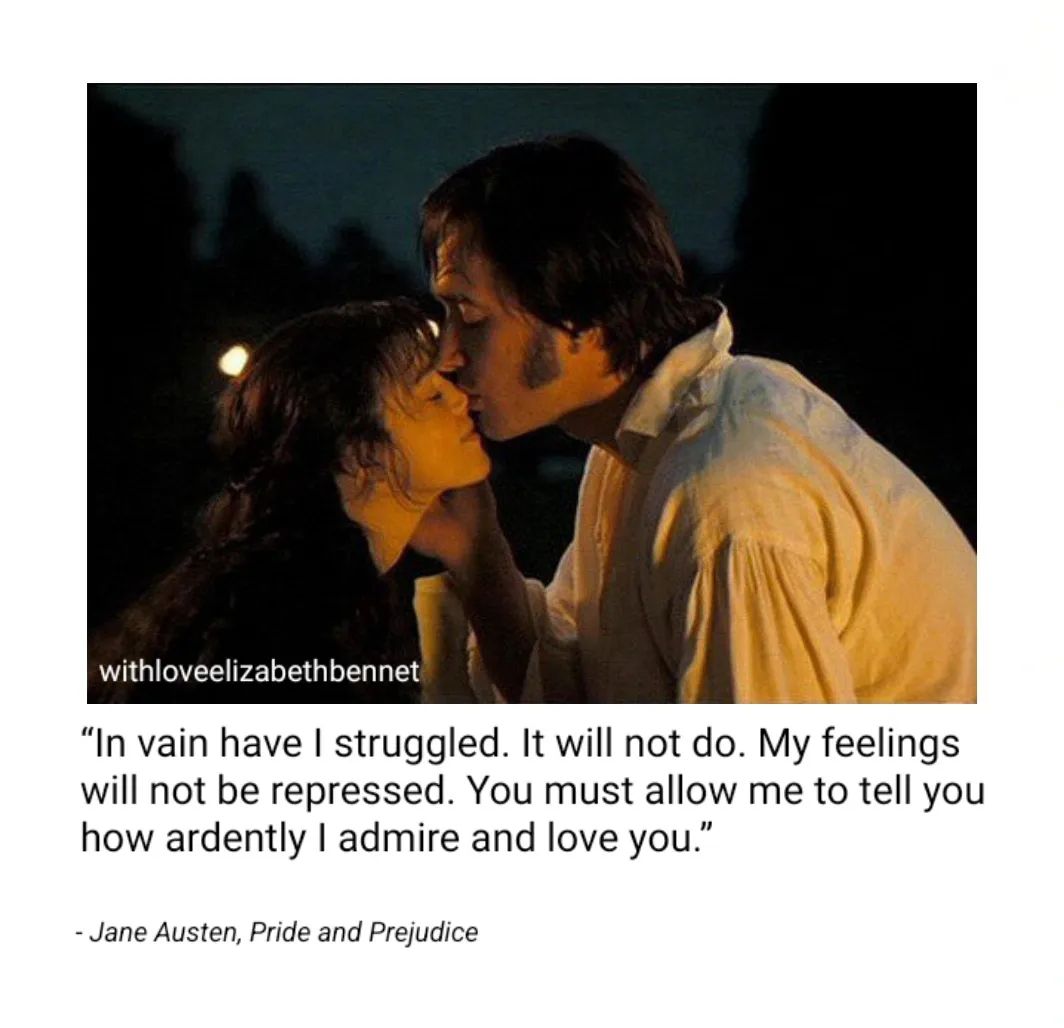 withloveelizabethbennet
“In vain have I struggled. It will not do. My feelings
will not be repressed. You must allow me to tell you
how ardently I admire and love you.”
- Jane Austen, Pride and Prejudice